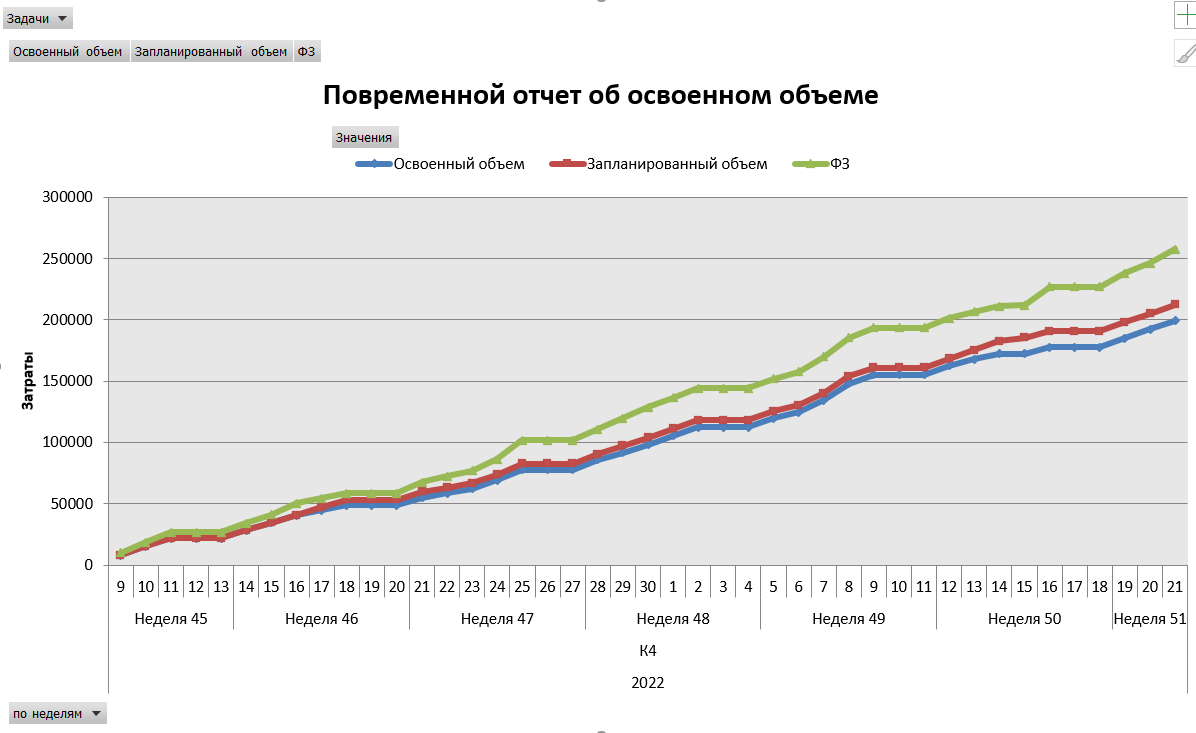 Задачи
Освоенный объем Запланированный объем ФЗ
Повременной отчет об освоенном объеме
Значения
Освоенный объем Запланированный объем ФЗ
300000
250000
200000
150000
100000
50000
0
Затраты
9 10 11 12 13 14 15 16 17 18 19 20 21 22 23 24 25 26 27 28 29 30 1 2 3 4 5 6 7 8 9 10 11 12 13 14 15 16 17 18 19 20 21
Неделя 45 Неделя 46 Неделя 47 Неделя 48 Неделя 49 Неделя 50 Неделя 51
К4
2022
по неделям